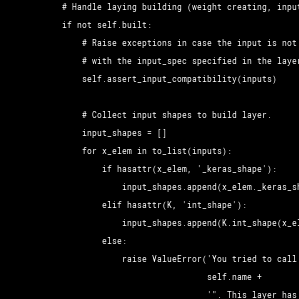 # Handle laying building (weight creating, input
if not self.built:
# Raise exceptions in case the input is not
# with the input_spec specified in the layer
self.assert_input_compatibility(inputs)
# Collect input shapes to build layer.
input_shapes = []
for x_elem in to_list(inputs):
if hasattr(x_elem, '_keras_shape'):
input_shapes.append(x_elem._keras_sh
elif hasattr(K, 'int_shape'):
input_shapes.append(K.int_shape(x_el
else:
raise ValueError('You tried to call
self.name +
'". This layer has